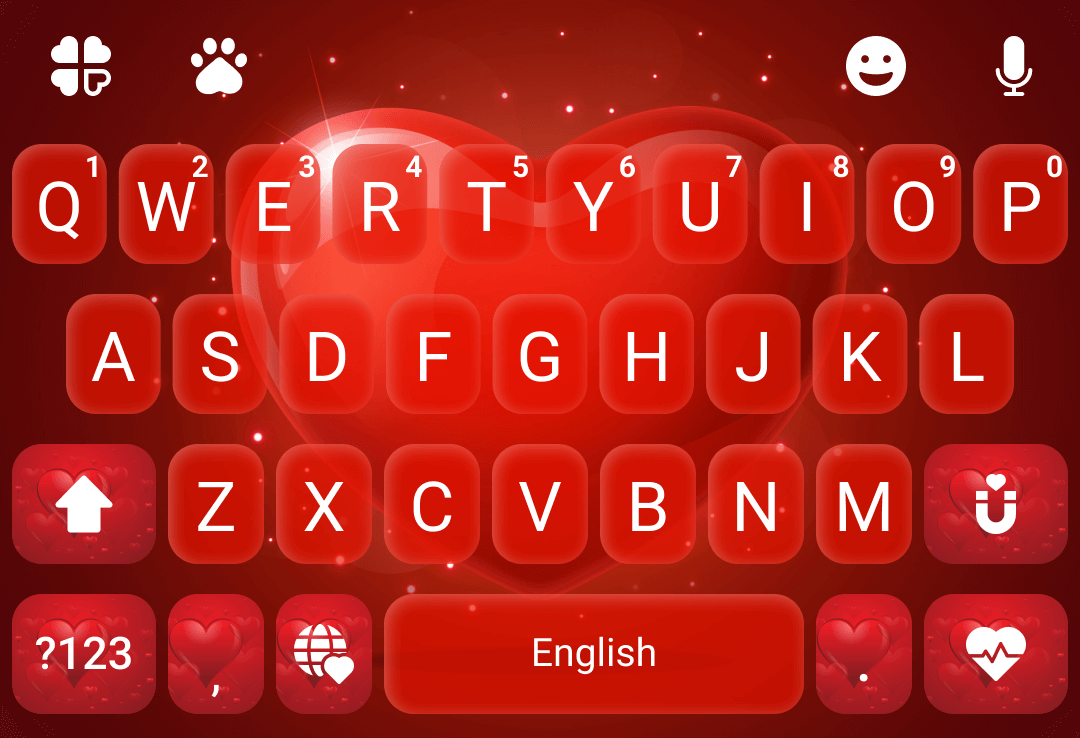 1 2 3 4 5 6 7 8 9 0
Q W E R T Y U I O P
A S D F G H J K L
Z X C V B N M
?123 , English .